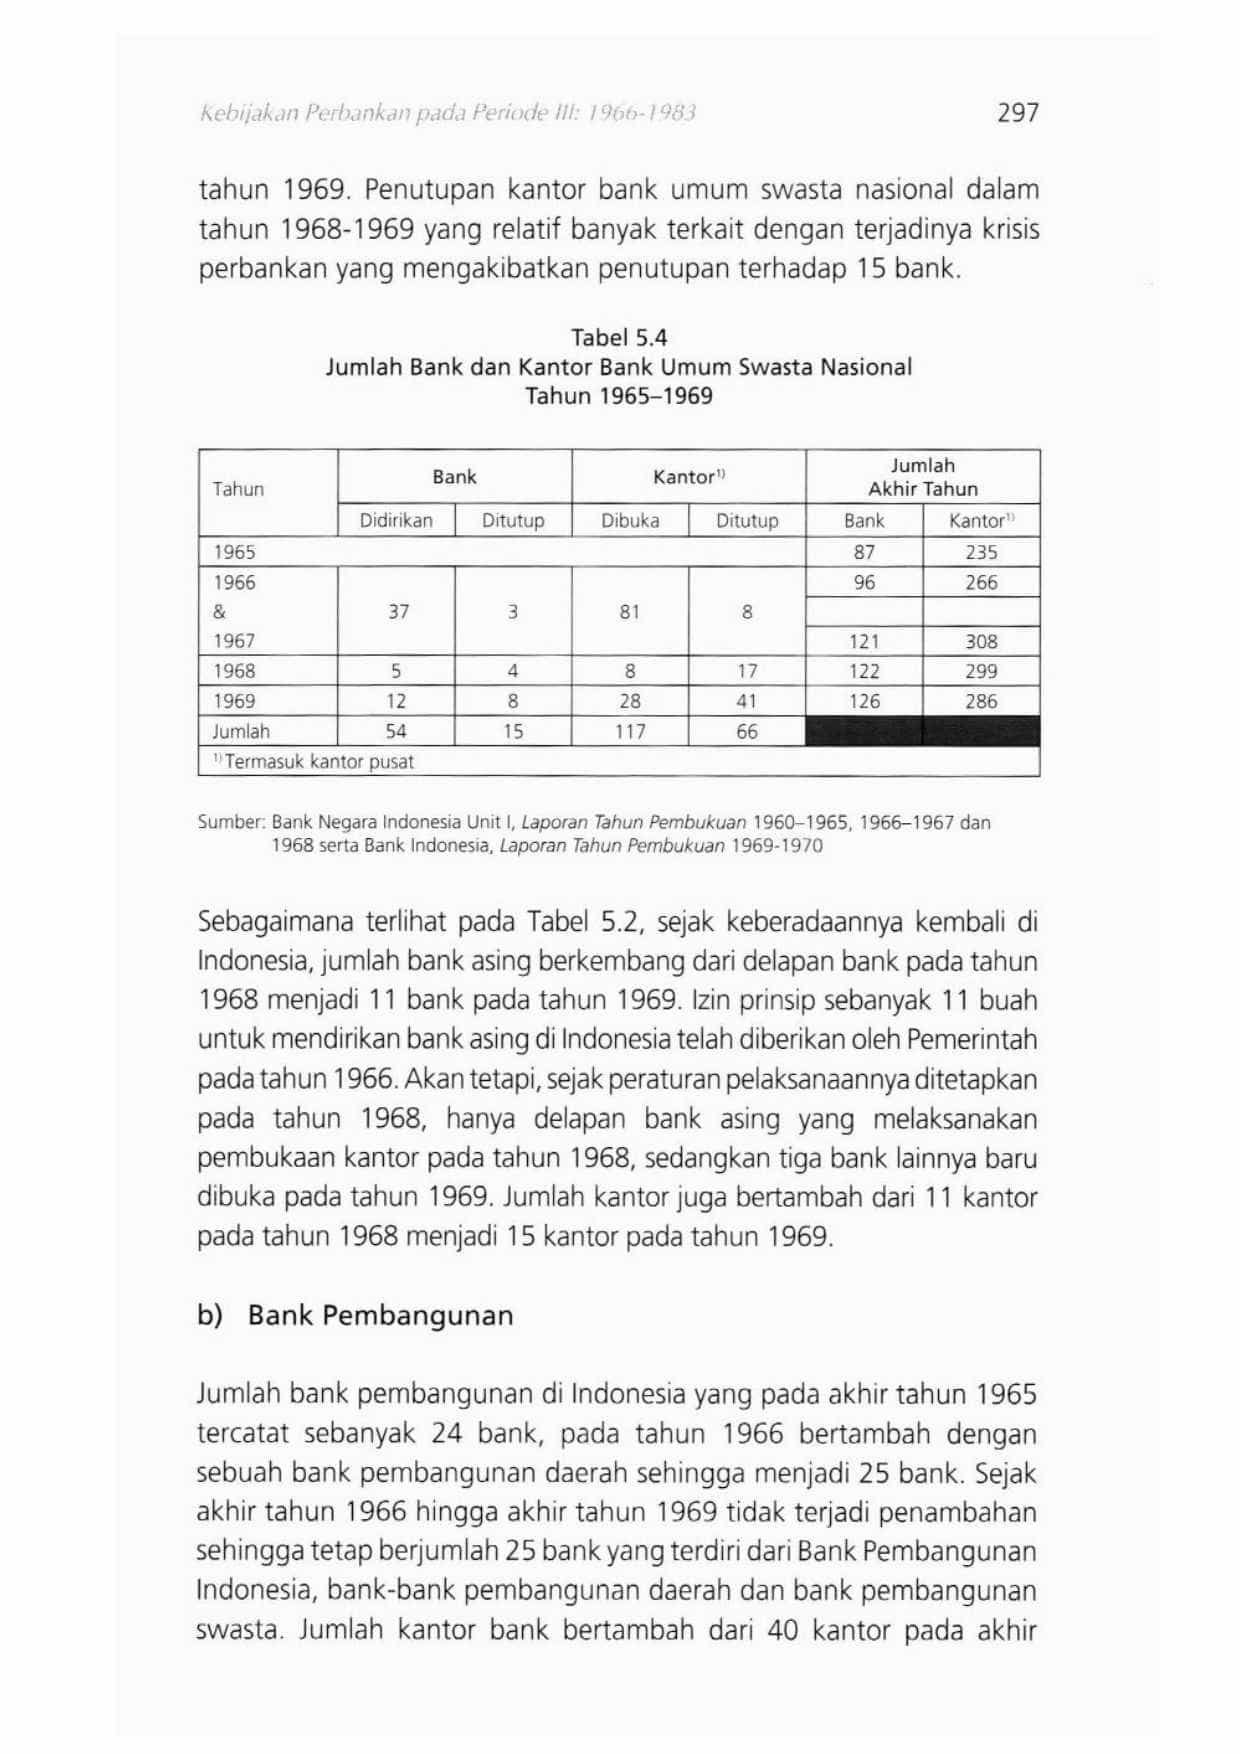 Kebijakan Perbankan pada Periode III: 1966-1983 297
tahun 1969. Penutupan kantor bank umum swasta nasional dalam
tahun 1968-1969 yang relatif banyak terkait dengan terjadinya krisis
perbankan yang mengakibatkan penutupan terhadap 15 bank.
Tabel 5.4
Jumlah Bank dan Kantor Bank Umum Swasta Nasional
Tahun 1965–1969
Tahun Bank Kantor¹⁾ Jumlah
Akhir Tahun
Didirikan Ditutup Dibuka Ditutup Bank Kantor¹⁾
1965 87 235
1966 96 266
& 37 3 81 8
1967 121 308
1968 5 4 8 17 122 299
1969 12 8 28 41 126 286
Jumlah 54 15 117 66
¹⁾ Termasuk kantor pusat
Sumber: Bank Negara Indonesia Unit I, Laporan Tahun Pembukuan 1960–1965, 1966–1967 dan
1968 serta Bank Indonesia, Laporan Tahun Pembukuan 1969-1970
Sebagaimana terlihat pada Tabel 5.2, sejak keberadaannya kembali di
Indonesia, jumlah bank asing berkembang dari delapan bank pada tahun
1968 menjadi 11 bank pada tahun 1969. Izin prinsip sebanyak 11 buah
untuk mendirikan bank asing di Indonesia telah diberikan oleh Pemerintah
pada tahun 1966. Akan tetapi, sejak peraturan pelaksanaannya ditetapkan
pada tahun 1968, hanya delapan bank asing yang melaksanakan
pembukaan kantor pada tahun 1968, sedangkan tiga bank lainnya baru
dibuka pada tahun 1969. Jumlah kantor juga bertambah dari 11 kantor
pada tahun 1968 menjadi 15 kantor pada tahun 1969.
b) Bank Pembangunan
Jumlah bank pembangunan di Indonesia yang pada akhir tahun 1965
tercatat sebanyak 24 bank, pada tahun 1966 bertambah dengan
sebuah bank pembangunan daerah sehingga menjadi 25 bank. Sejak
akhir tahun 1966 hingga akhir tahun 1969 tidak terjadi penambahan
sehingga tetap berjumlah 25 bank yang terdiri dari Bank Pembangunan
Indonesia, bank-bank pembangunan daerah dan bank pembangunan
swasta. Jumlah kantor bank bertambah dari 40 kantor pada akhir